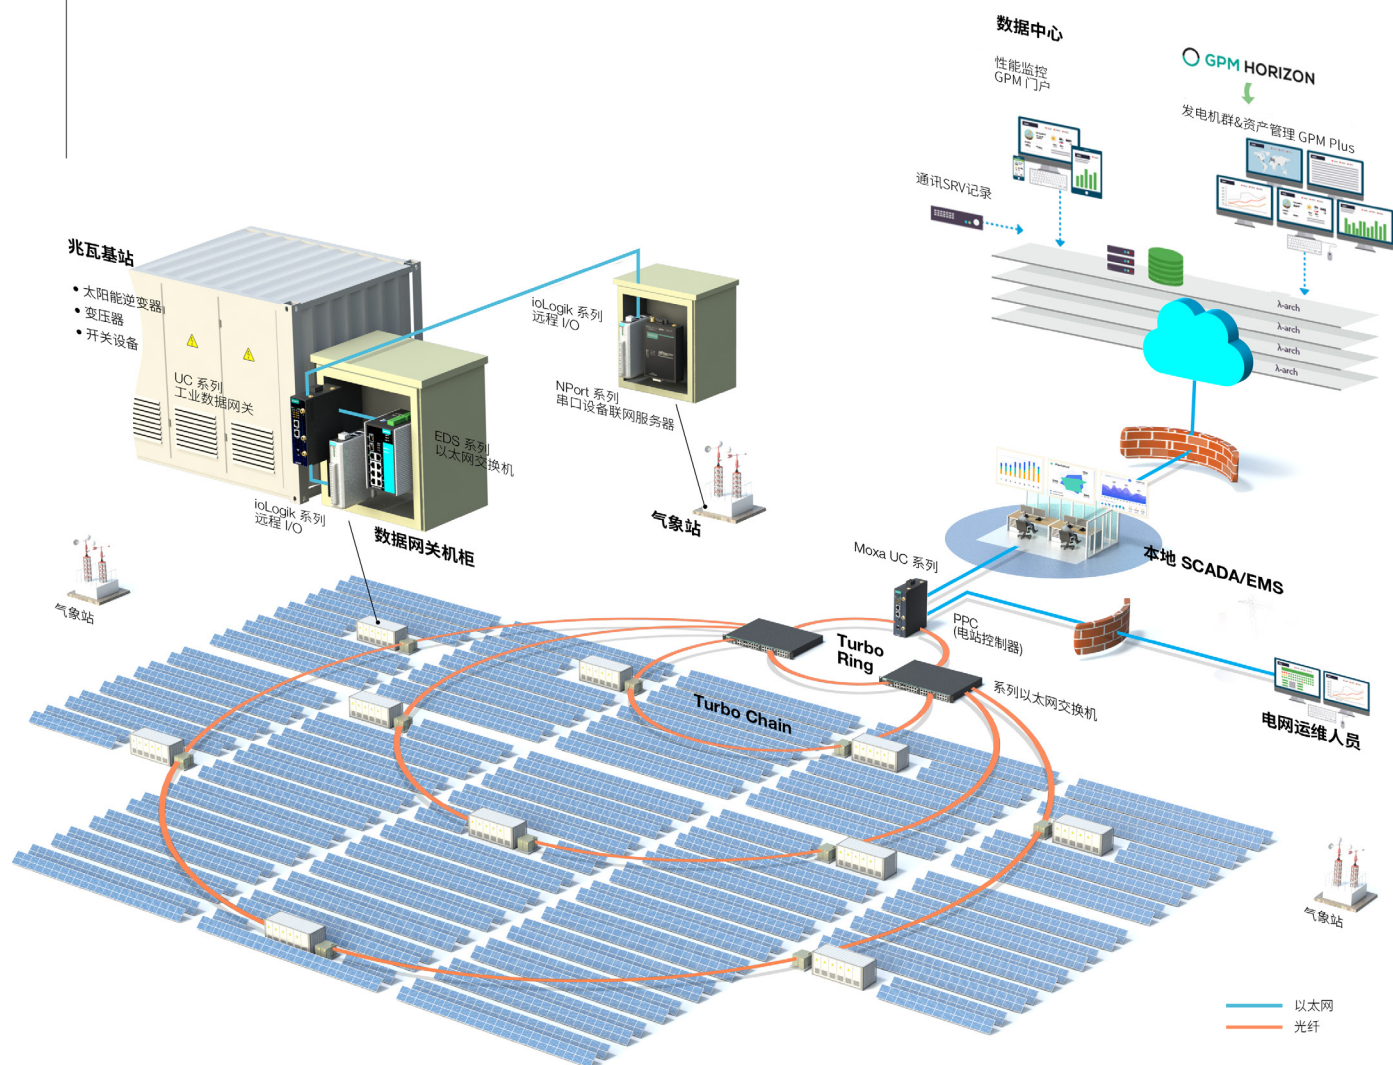 数据中心
性能监控
GPM 门户
GPM HORIZON
发电机群&资产管理 GPM Plus
通讯SRV记录
λ-arch
λ-arch
λ-arch
λ-arch
兆瓦基站
• 太阳能逆变器
• 变压器
• 开关设备
UC 系列
工业数据网关
EDS 系列
以太网交换机
ioLogik 系列
远程 I/O
数据网关机柜
ioLogik 系列
远程 I/O
NPort 系列
串口设备联网服务器
气象站
气象站
Moxa UC 系列
本地 SCADA/EMS
PPC
(电站控制器)
Turbo
Ring
Turbo Chain
系列以太网交换机
电网运维人员
气象站
以太网
光纤